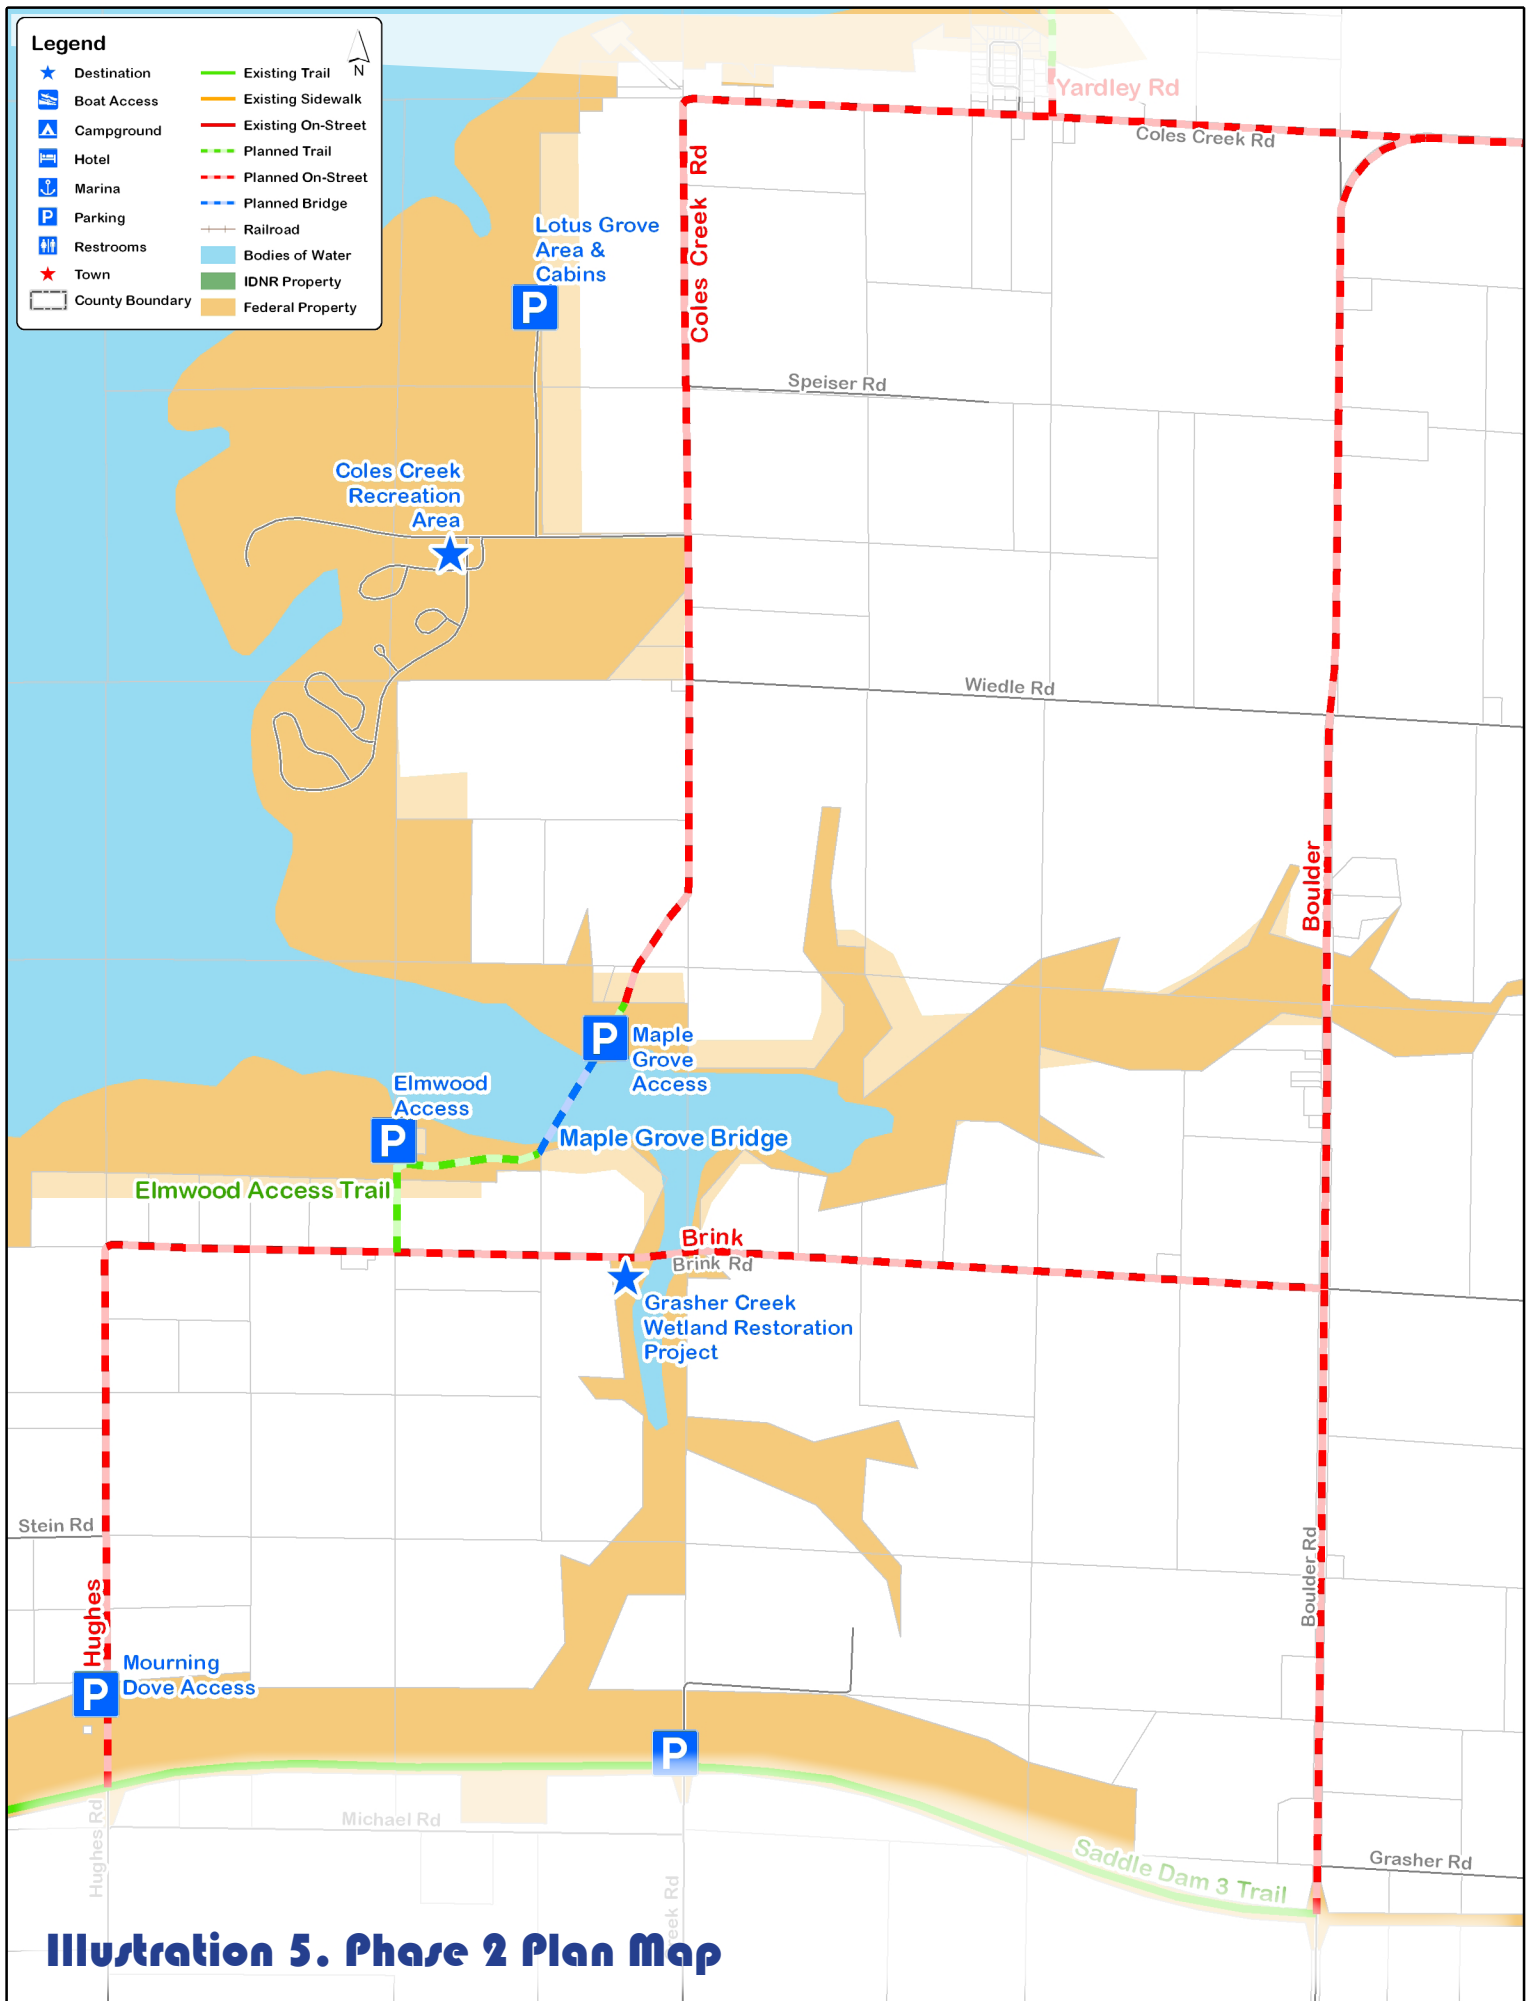 Legend
N
Destination
Boat Access
Campground
Hotel
Marina
P
Parking
Restrooms
Town
County Boundary
Existing Trail
Existing Sidewalk
Existing On-Street
Planned Trail
Planned On-Street
Planned Bridge
Railroad
Bodies of Water
IDNR Property
Federal Property
Yardley Rd
Coles Creek Rd
Coles Creek Rd
Lotus Grove
Area &
Cabins
P
Speiser Rd
Coles Creek
Recreation
Area
Wiedle Rd
Boulder
P
Maple
Grove
Access
Elmwood
Access
P
Maple Grove Bridge
Elmwood Access Trail
Brink
Brink Rd
Grasher Creek
Wetland Restoration
Project
Stein Rd
Hughes
Boulder Rd
P
Mourning
Dove Access
P
Michael Rd
Hughes Rd
Saddle Dam 3 Trail
Grasher Rd
Rd
Illustration 5. Phase 2 Plan Map